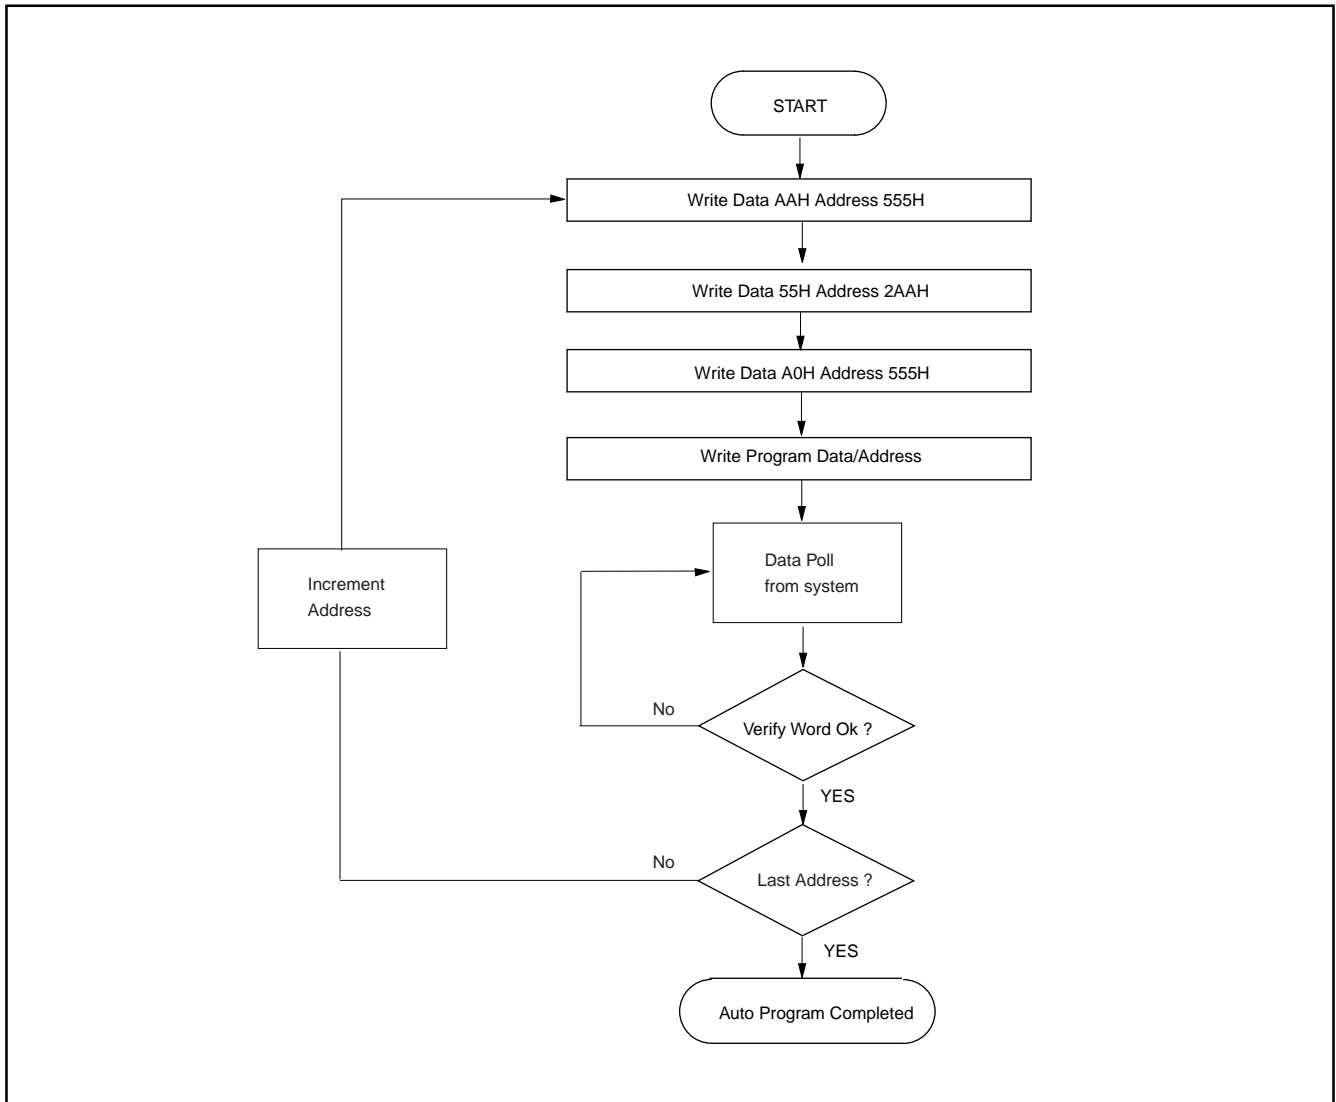 START
Write Data AAH Address 555H
Write Data 55H Address 2AAH
Write Data A0H Address 555H
Write Program Data/Address
Data Poll
from system
Increment
Address
No
Verify Word Ok ?
YES
No
Last Address ?
YES
Auto Program Completed